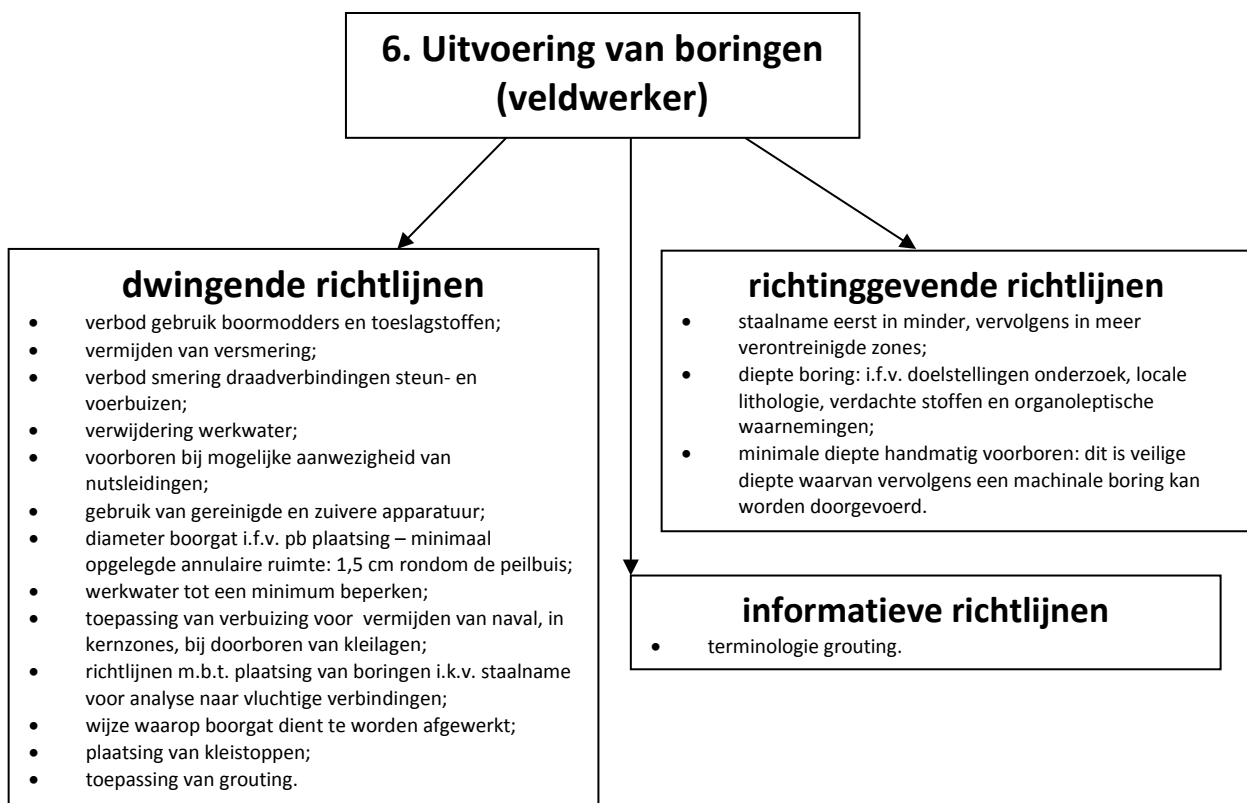 6. Uitvoering van boringen
(veldwerker)
dwingende richtlijnen
• verbod gebruik boormodders en toeslagstoffen;
• vermijden van versmering;
• verbod smering draadverbindingen steun- en
voerbuizen;
• verwijdering werkwater;
• voorboren bij mogelijke aanwezigheid van
nutsleidingen;
• gebruik van gereinigde en zuivere apparatuur;
• diameter boorgat i.f.v. pb plaatsing – minimaal
opgelegde annulaire ruimte: 1,5 cm rondom de peilbuis;
• werkwater tot een minimum beperken;
• toepassing van verbuizing voor vermijden van naval, in
kernzones, bij doorboren van kleilagen;
• richtlijnen m.b.t. plaatsing van boringen i.k.v. staalname
voor analyse naar vluchtige verbindingen;
• wijze waarop boorgat dient te worden afgewerkt;
• plaatsing van kleistoppen;
• toepassing van grouting.
richtinggevende richtlijnen
• staalname eerst in minder, vervolgens in meer
verontreinigde zones;
• diepte boring: i.f.v. doelstellingen onderzoek, locale
lithologie, verdachte stoffen en organoleptische
waarnemingen;
• minimale diepte handmatig voorboren: dit is veilige
diepte waarvan vervolgens een machinale boring kan
worden doorgevoerd.
informatieve richtlijnen
• terminologie grouting.